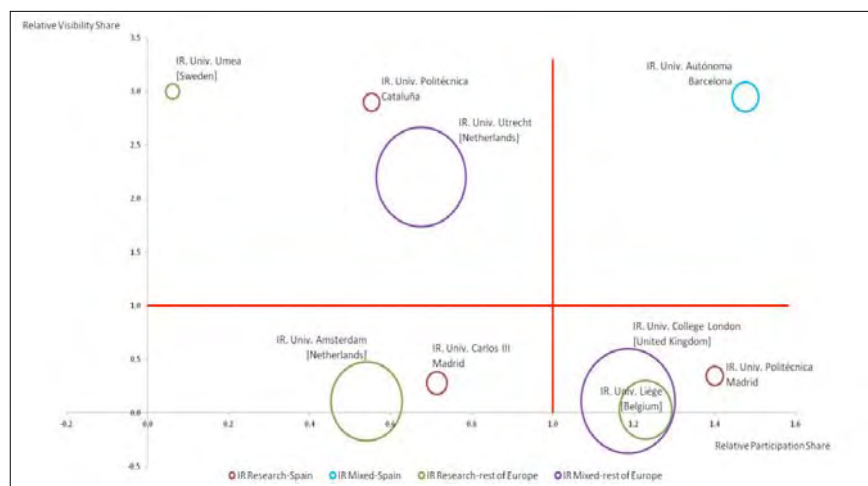 Relative Visibility Share
3.5
IR. Univ. Umea
[Sweden]
IR. Univ. Politécnica
Cataluña
IR. Univ. Autónoma
Barcelona
3.0
IR. Univ. Utrecht
[Netherlands]
2.5
2.0
1.5
1.0
IR. Univ. Amsterdam
[Netherlands]
IR. Univ. Carlos III
Madrid
IR. Univ. College London
[United Kingdom]
IR. Univ. Politécnica
Madrid
0.5
IR. Univ. Liège
[Belgium]
0.0
-0.2 0.0 0.2 0.4 0.6 0.8 1.0 1.2 1.4 1.6
Relative Participation Share
-0.5
IR Research-Spain IR Mixed-Spain IR Research-rest of Europe IR Mixed-rest of Europe